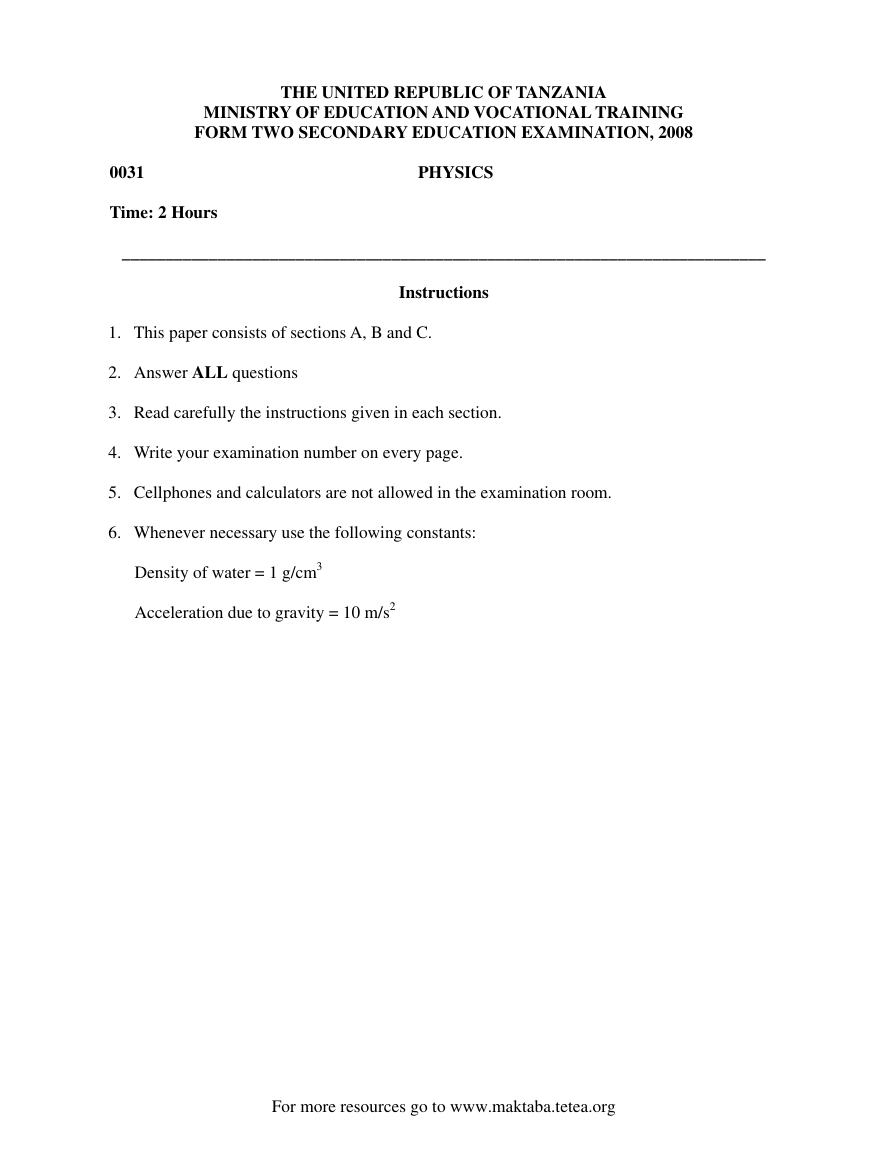 THE UNITED REPUBLIC OF TANZANIA
MINISTRY OF EDUCATION AND VOCATIONAL TRAINING
FORM TWO SECONDARY EDUCATION EXAMINATION, 2008
0031 PHYSICS
Time: 2 Hours
Instructions
1. This paper consists of sections A, B and C.
2. Answer ALL questions
3. Read carefully the instructions given in each section.
4. Write your examination number on every page.
5. Cellphones and calculators are not allowed in the examination room.
6. Whenever necessary use the following constants:
Density of water = 1 g/cm³
Acceleration due to gravity = 10 m/s²
For more resources go to www.maktaba.tetea.org